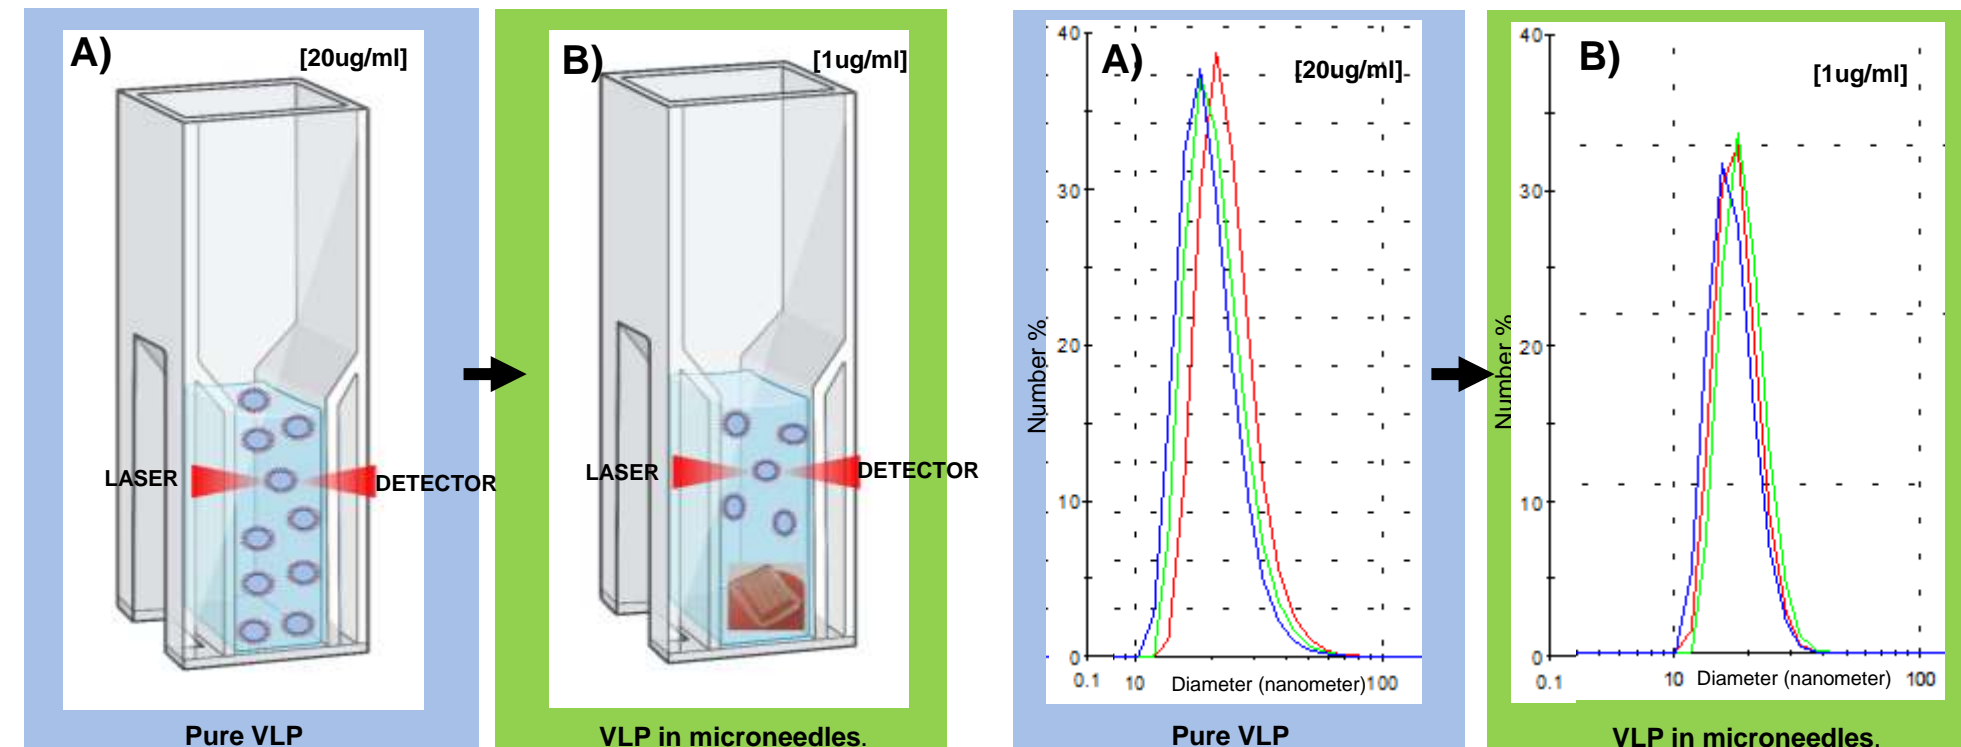 A)
[20ug/ml]
LASER
DETECTOR
Pure VLP
B)
[1ug/ml]
LASER
DETECTOR
VLP in microneedles.
A)
[20ug/ml]
40
30
20
10
0
Number %
0.1 10 Diameter (nanometer) 100
Pure VLP
B)
[1ug/ml]
40
30
20
10
0
Number %
0.1 10 Diameter (nanometer) 100
VLP in microneedles.